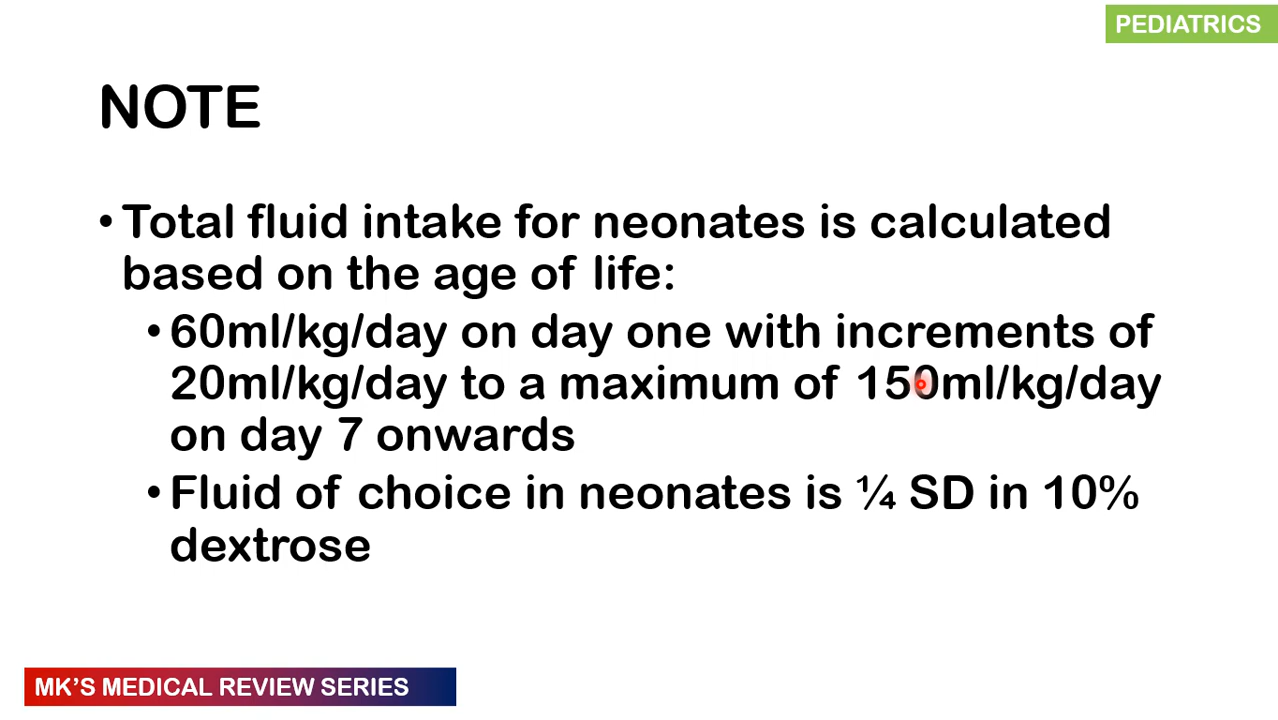 PEDIATRICS
NOTE
• Total fluid intake for neonates is calculated
based on the age of life:
• 60ml/kg/day on day one with increments of
20ml/kg/day to a maximum of 150ml/kg/day
on day 7 onwards
• Fluid of choice in neonates is ¼ SD in 10%
dextrose
MK’S MEDICAL REVIEW SERIES